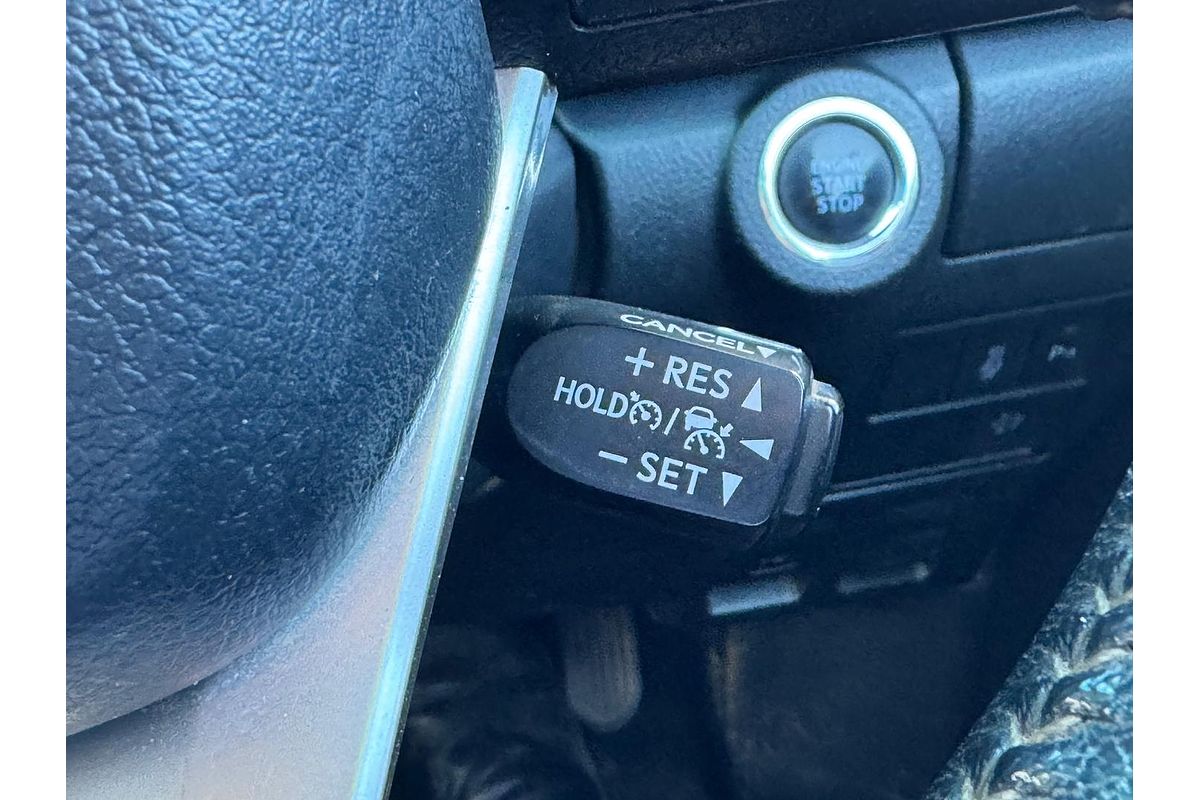 START
STOP
CANCEL
+ RES
HOLD /
- SET